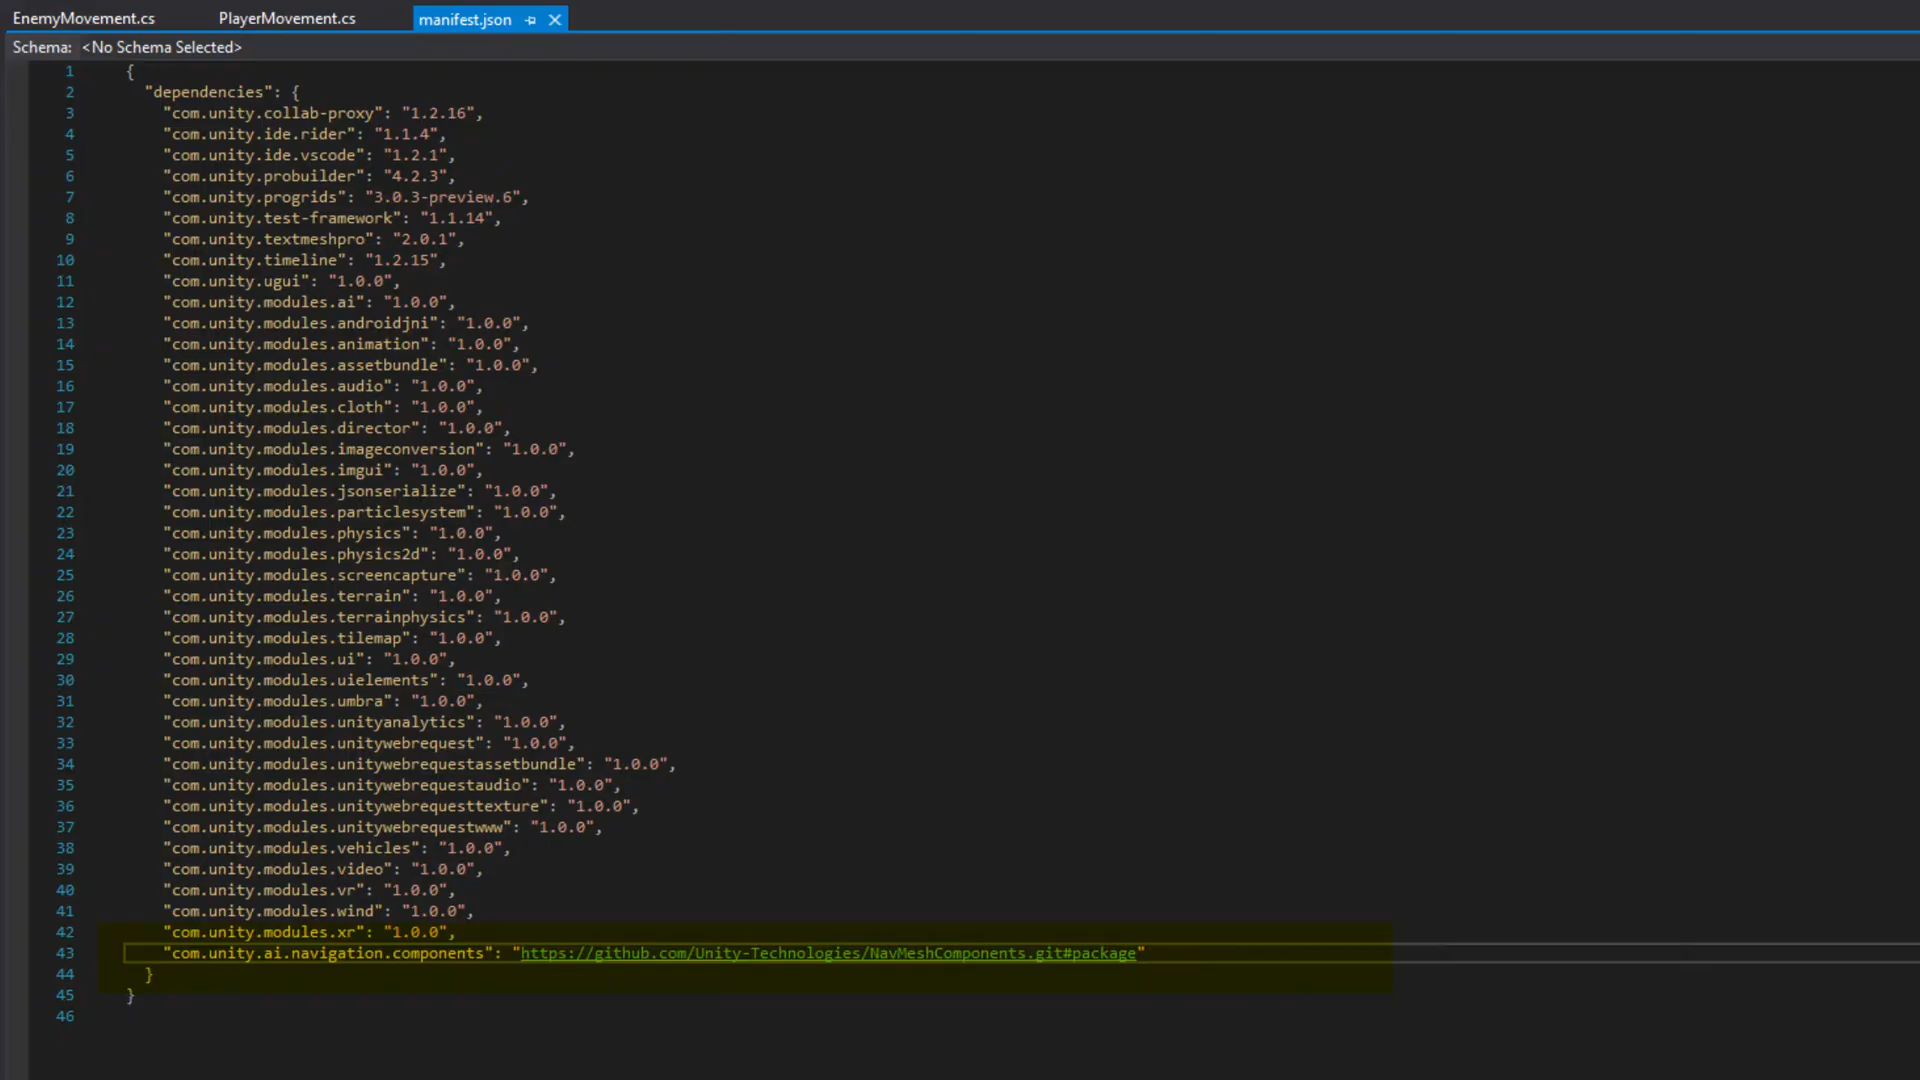 EnemyMovement.cs PlayerMovement.cs manifest.json
Schema: <No Schema Selected>
1 {
2 "dependencies": {
3 "com.unity.collab-proxy": "1.2.16",
4 "com.unity.ide.rider": "1.1.4",
5 "com.unity.ide.vscode": "1.2.1",
6 "com.unity.probuilder": "4.2.3",
7 "com.unity.progrids": "3.0.3-preview.6",
8 "com.unity.test-framework": "1.1.14",
9 "com.unity.textmeshpro": "2.0.1",
10 "com.unity.timeline": "1.2.15",
11 "com.unity.ugui": "1.0.0",
12 "com.unity.modules.ai": "1.0.0",
13 "com.unity.modules.androidjni": "1.0.0",
14 "com.unity.modules.animation": "1.0.0",
15 "com.unity.modules.assetbundle": "1.0.0",
16 "com.unity.modules.audio": "1.0.0",
17 "com.unity.modules.cloth": "1.0.0",
18 "com.unity.modules.director": "1.0.0",
19 "com.unity.modules.imageconversion": "1.0.0",
20 "com.unity.modules.imgui": "1.0.0",
21 "com.unity.modules.jsonserialize": "1.0.0",
22 "com.unity.modules.particlesystem": "1.0.0",
23 "com.unity.modules.physics": "1.0.0",
24 "com.unity.modules.physics2d": "1.0.0",
25 "com.unity.modules.screencapture": "1.0.0",
26 "com.unity.modules.terrain": "1.0.0",
27 "com.unity.modules.terrainphysics": "1.0.0",
28 "com.unity.modules.tilemap": "1.0.0",
29 "com.unity.modules.ui": "1.0.0",
30 "com.unity.modules.uielements": "1.0.0",
31 "com.unity.modules.umbra": "1.0.0",
32 "com.unity.modules.unityanalytics": "1.0.0",
33 "com.unity.modules.unitywebrequest": "1.0.0",
34 "com.unity.modules.unitywebrequestassetbundle": "1.0.0",
35 "com.unity.modules.unitywebrequestaudio": "1.0.0",
36 "com.unity.modules.unitywebrequesttexture": "1.0.0",
37 "com.unity.modules.unitywebrequestwww": "1.0.0",
38 "com.unity.modules.vehicles": "1.0.0",
39 "com.unity.modules.video": "1.0.0",
40 "com.unity.modules.vr": "1.0.0",
41 "com.unity.modules.wind": "1.0.0",
42 "com.unity.modules.xr": "1.0.0",
43 "com.unity.ai.navigation.components": "https://github.com/Unity-Technologies/NavMeshComponents.git#package"
44 }
45 }
46